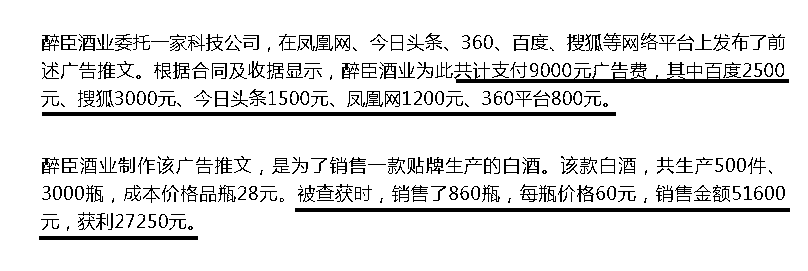 醉臣酒业委托一家科技公司，在凤凰网、今日头条、360、百度、搜狐等网络平台上发布了前
述广告推文。根据合同及收据显示，醉臣酒业为此共计支付9000元广告费，其中百度2500
元、搜狐3000元、今日头条1500元、凤凰网1200元、360平台800元。
醉臣酒业制作该广告推文，是为了销售一款贴牌生产的白酒。该款白酒，共生产500件、
3000瓶，成本价格品瓶28元。被查获时，销售了860瓶，每瓶价格60元，销售金额51600
元，获利27250元。